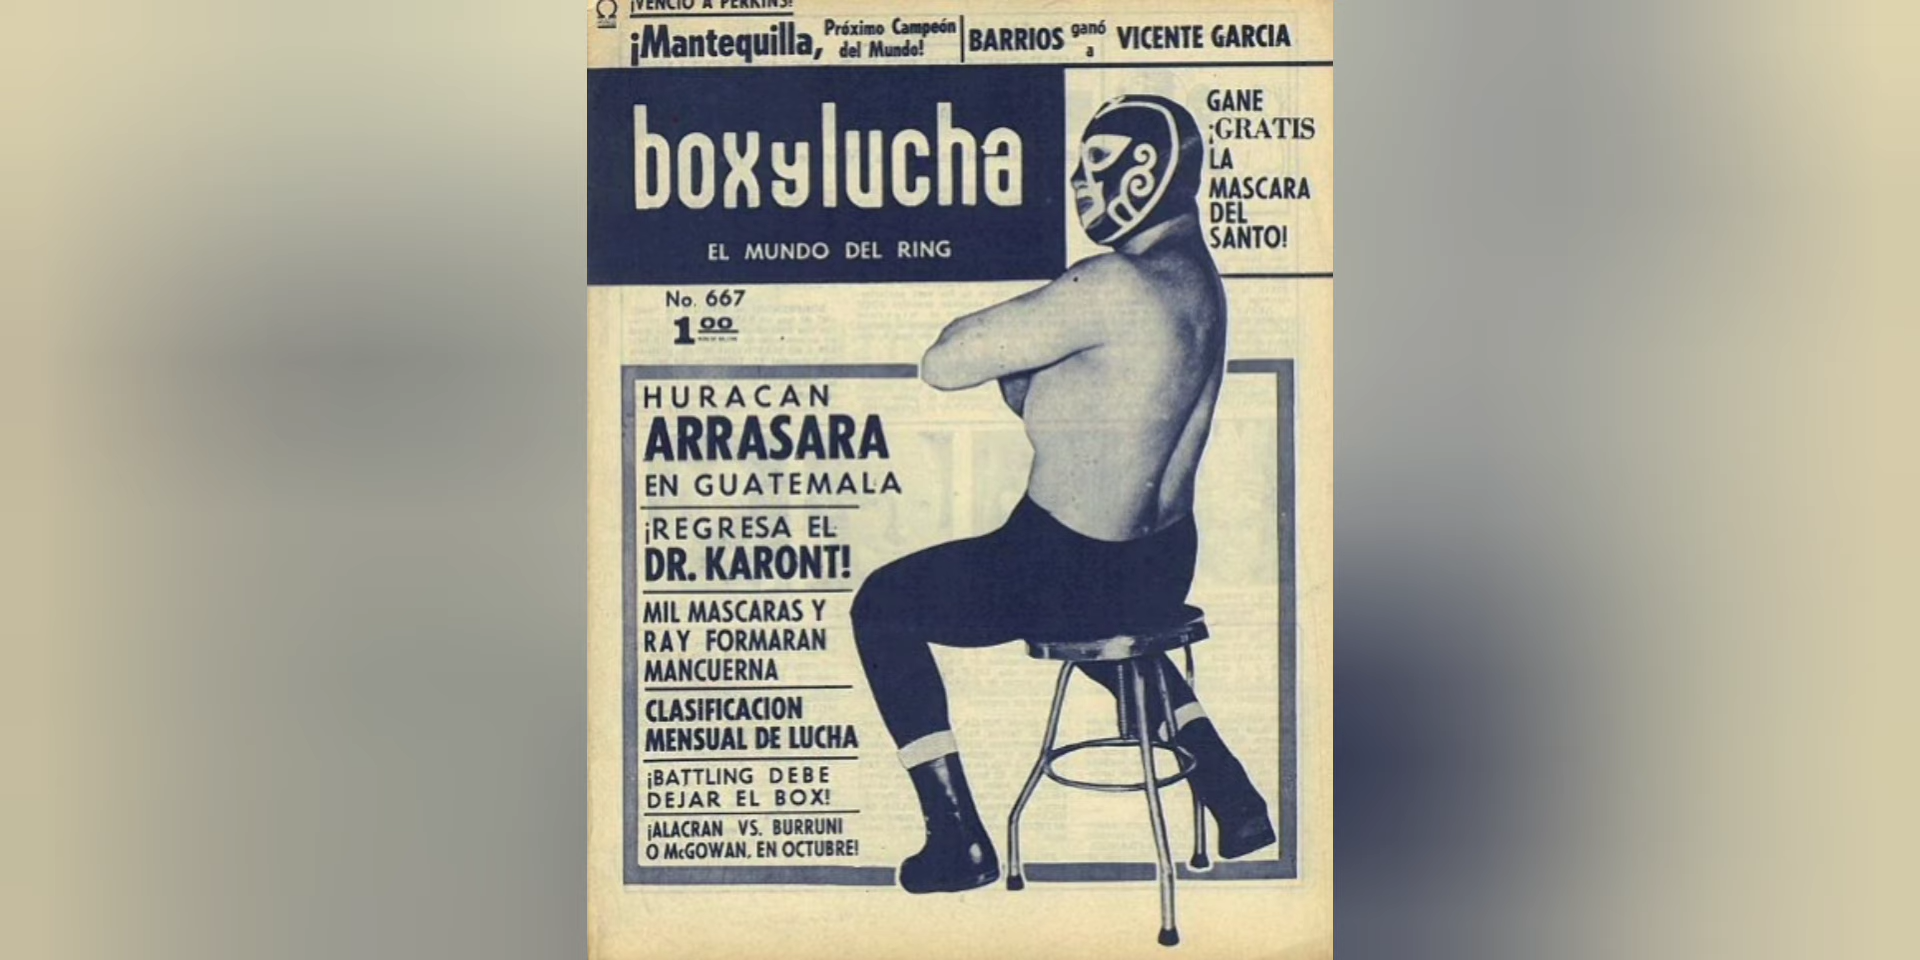 ¡VENCIO A PERKINS!
¡Mantequilla, Próximo Campeón del Mundo!
BARRIOS ganó a VICENTE GARCIA
boxylucha
EL MUNDO DEL RING
GANE
¡GRATIS
LA
MASCARA
DEL
SANTO!
No. 667
1.00
HURACAN
ARRASARA
EN GUATEMALA
¡REGRESA EL
DR. KARONT!
MIL MASCARAS Y
RAY FORMARAN
MANCUERNA
CLASIFICACION
MENSUAL DE LUCHA
¡BATTLING DEBE
DEJAR EL BOX!
¡ALACRAN VS. BURRUNI
O McGOWAN, EN OCTUBRE!